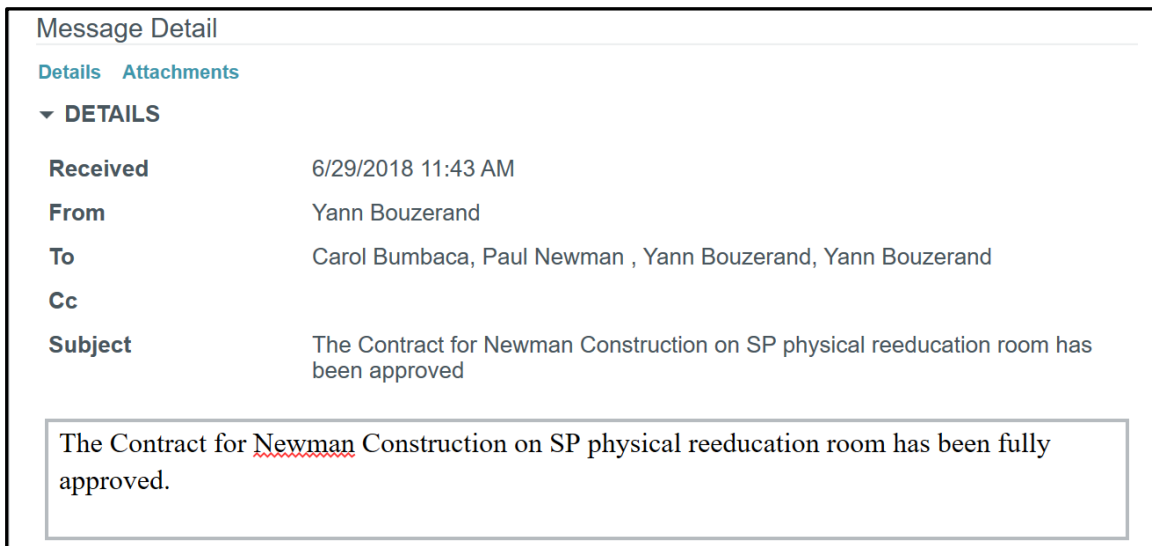 Message Detail
Details Attachments
DETAILS
Received 6/29/2018 11:43 AM
From Yann Bouzerand
To Carol Bumbaca, Paul Newman , Yann Bouzerand, Yann Bouzerand
Cc
Subject The Contract for Newman Construction on SP physical reeducation room has
been approved
The Contract for Newman Construction on SP physical reeducation room has been fully
approved.